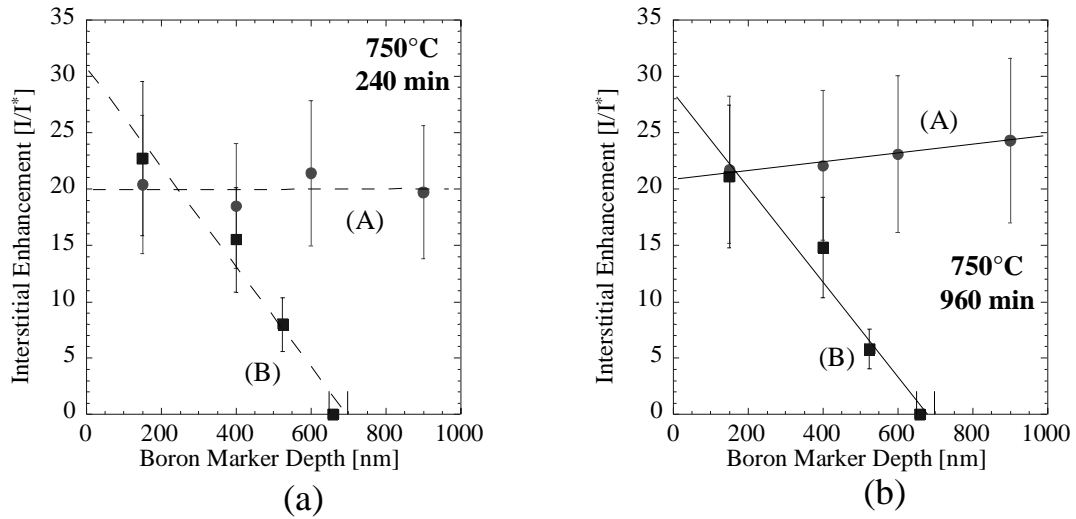 750°C
240 min
Interstitial Enhancement [I/I*]
35
30
25
20
15
10
5
0
(A)
(B)
0 200 400 600 800 1000
Boron Marker Depth [nm]
(a)
Interstitial Enhancement [I/I*]
35
30
25
20
15
10
5
0
(A)
750°C
960 min
(B)
0 200 400 600 800 1000
Boron Marker Depth [nm]
(b)